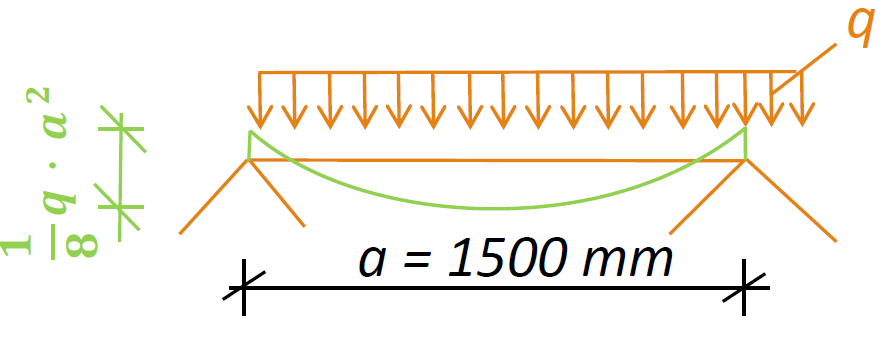 q
1/8 q · a²
a = 1500 mm